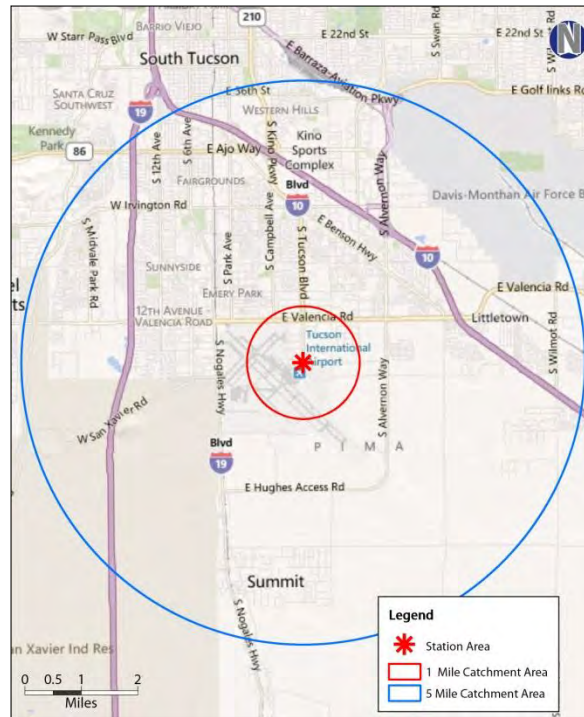 BARRIO VIEJO
210
W Starr Pass Blvd
E 22nd St
S Swan Rd
E 22nd St
N
South Tucson
E Barraza-Aviation Pkwy
SANTA CRUZ
SOUTHWEST
E 36th St
E Golf links Rd
19
WESTERN HILLS
Kennedy
Park
86
S 12th Ave
S 6th Ave
E Ajo Way
S Kino Pkwy
Kino
Sports
Complex
S Alvernon Way
FAIRGROUNDS
Blvd
10
Davis-Monthan Air Force B
W Irvington Rd
S Midvale Park Rd
S Park Ave
S Campbell Ave
S Tucson Blvd
E Benson Hwy
10
SUNNYSIDE
EMERY PARK
E Valencia Rd
12TH AVENUE
VALENCIA ROAD
E Valencia Rd
Littletown
S Wilmot Rd
Tucson
International
Airport
S Nogales Hwy
S Alvernon Way
W San Xavier Rd
Blvd
19
P I M A
E Hughes Access Rd
Summit
S Nogales Hwy
an Xavier Ind Res
Legend
Station Area
1 Mile Catchment Area
5 Mile Catchment Area
0 0.5 1 2
Miles